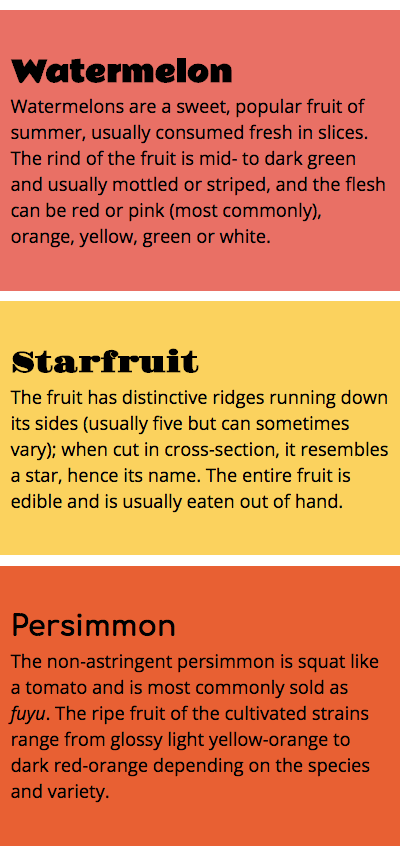 Watermelon
Watermelons are a sweet, popular fruit of
summer, usually consumed fresh in slices.
The rind of the fruit is mid- to dark green
and usually mottled or striped, and the flesh
can be red or pink (most commonly),
orange, yellow, green or white.
Starfruit
The fruit has distinctive ridges running down
its sides (usually five but can sometimes
vary); when cut in cross-section, it resembles
a star, hence its name. The entire fruit is
edible and is usually eaten out of hand.
Persimmon
The non-astringent persimmon is squat like
a tomato and is most commonly sold as
fuyu. The ripe fruit of the cultivated strains
range from glossy light yellow-orange to
dark red-orange depending on the species
and variety.